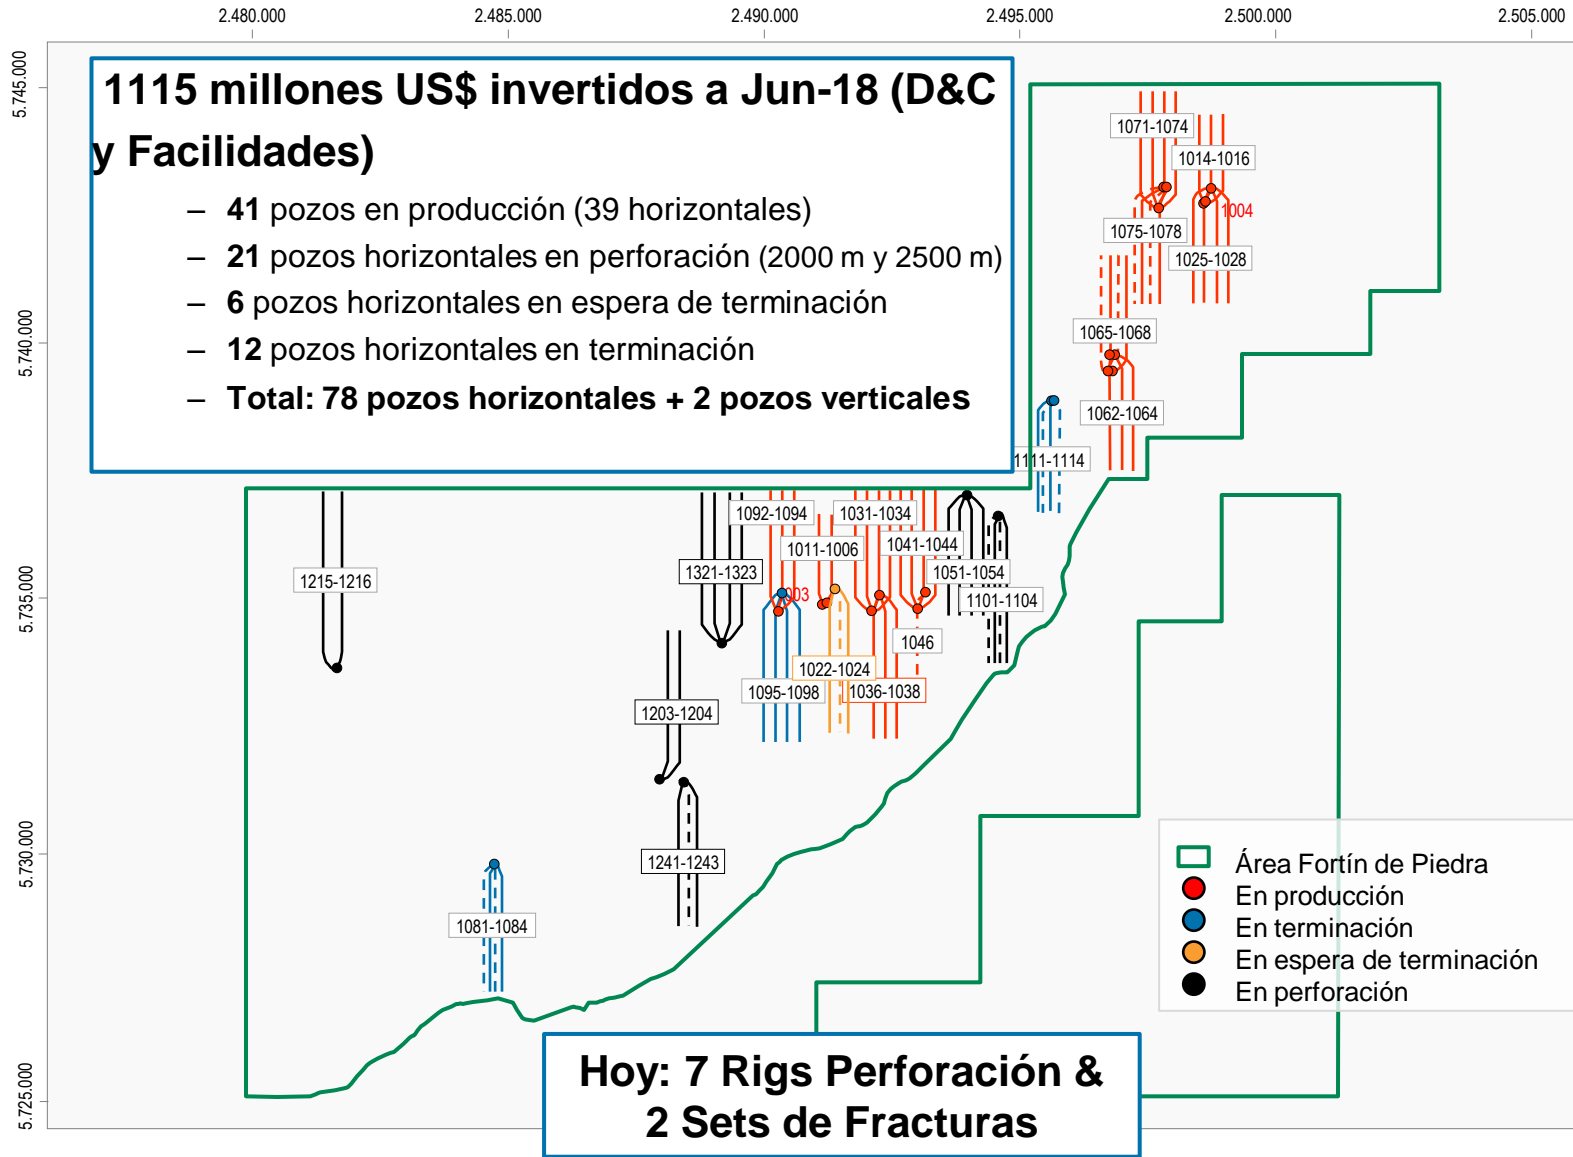 2.480.000
2.485.000
2.490.000
2.495.000
2.500.000
2.505.000
5.745.000
5.740.000
5.735.000
5.730.000
5.725.000
1115 millones US$ invertidos a Jun-18 (D&C
y Facilidades)
– 41 pozos en producción (39 horizontales)
– 21 pozos horizontales en perforación (2000 m y 2500 m)
– 6 pozos horizontales en espera de terminación
– 12 pozos horizontales en terminación
– Total: 78 pozos horizontales + 2 pozos verticales
1071-1074
1014-1016
1004
1075-1078
1025-1028
1065-1068
1062-1064
1111-1114
1092-1094
1031-1034
1011-1006
1041-1044
1321-1323
1051-1054
1215-1216
1101-1104
003
1046
1022-1024
1095-1098
1036-1038
1203-1204
1241-1243
1081-1084
Área Fortín de Piedra
En producción
En terminación
En espera de terminación
En perforación
Hoy: 7 Rigs Perforación &
2 Sets de Fracturas